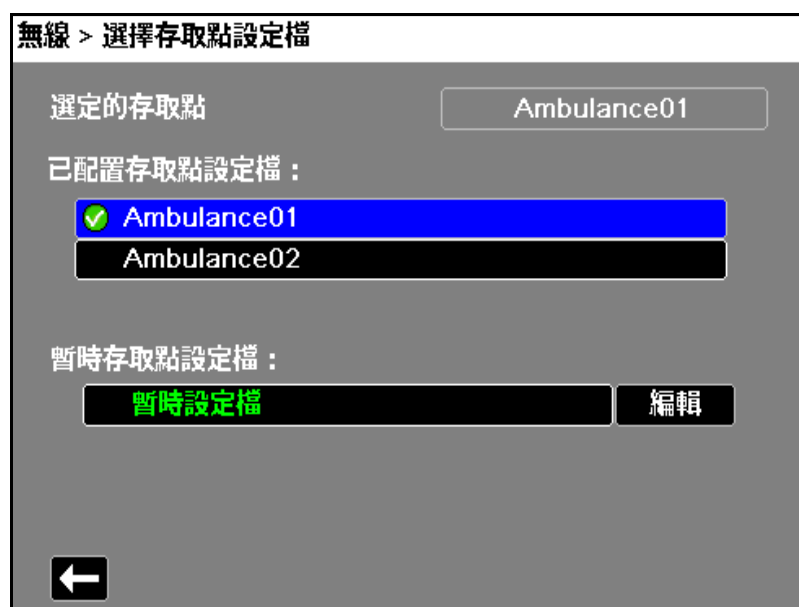 無線 > 選擇存取點設定檔
選定的存取點 Ambulance01
已配置存取點設定檔：
Ambulance01
Ambulance02
暫時存取點設定檔：
暫時設定檔 編輯